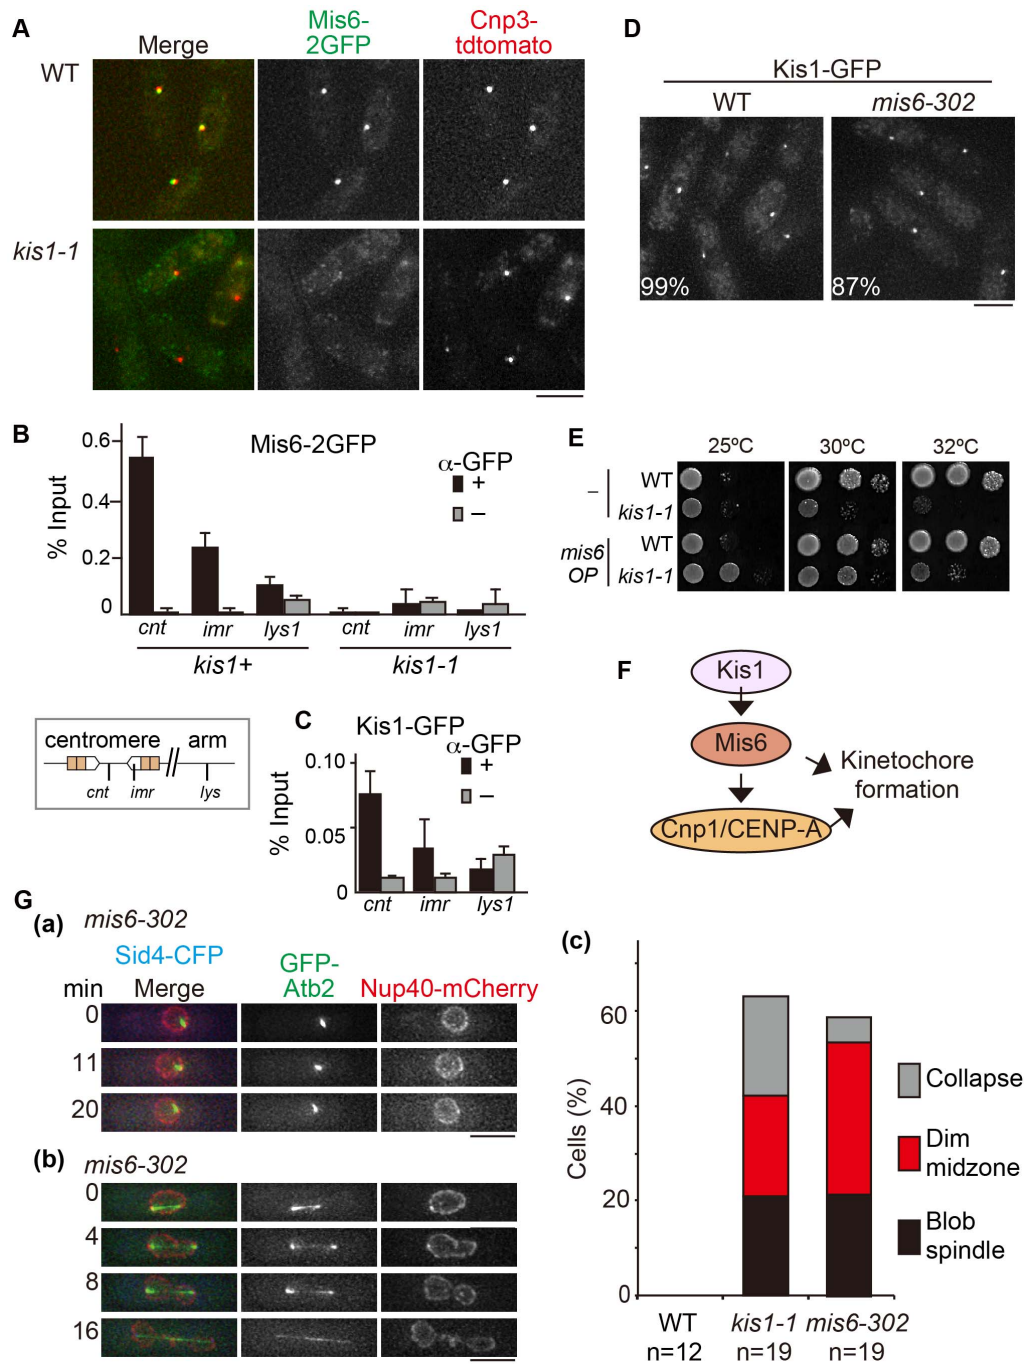 A
Merge
Mis6-
2GFP
Cnp3-
tdtomato
WT
kis1-1
D
Kis1-GFP
WT
mis6-302
99%
87%
B
Mis6-2GFP
α-GFP
+
–
% Input
0.6
0.4
0.2
0
cnt
imr
lys1
cnt
imr
lys1
kis1+
kis1-1
centromere
arm
cnt
imr
lys
C
Kis1-GFP
α-GFP
+
–
% Input
0.10
0.05
0
cnt
imr
lys1
E
25ºC
30ºC
32ºC
–
WT
kis1-1
mis6
OP
WT
kis1-1
F
Kis1
Mis6
Cnp1/CENP-A
Kinetochore
formation
G
(a)
mis6-302
Sid4-CFP
Merge
GFP-
Atb2
Nup40-mCherry
min
0
11
20
(b)
mis6-302
0
4
8
16
(c)
Cells (%)
60
40
20
0
WT
n=12
kis1-1
n=19
mis6-302
n=19
Collapse
Dim
midzone
Blob
spindle